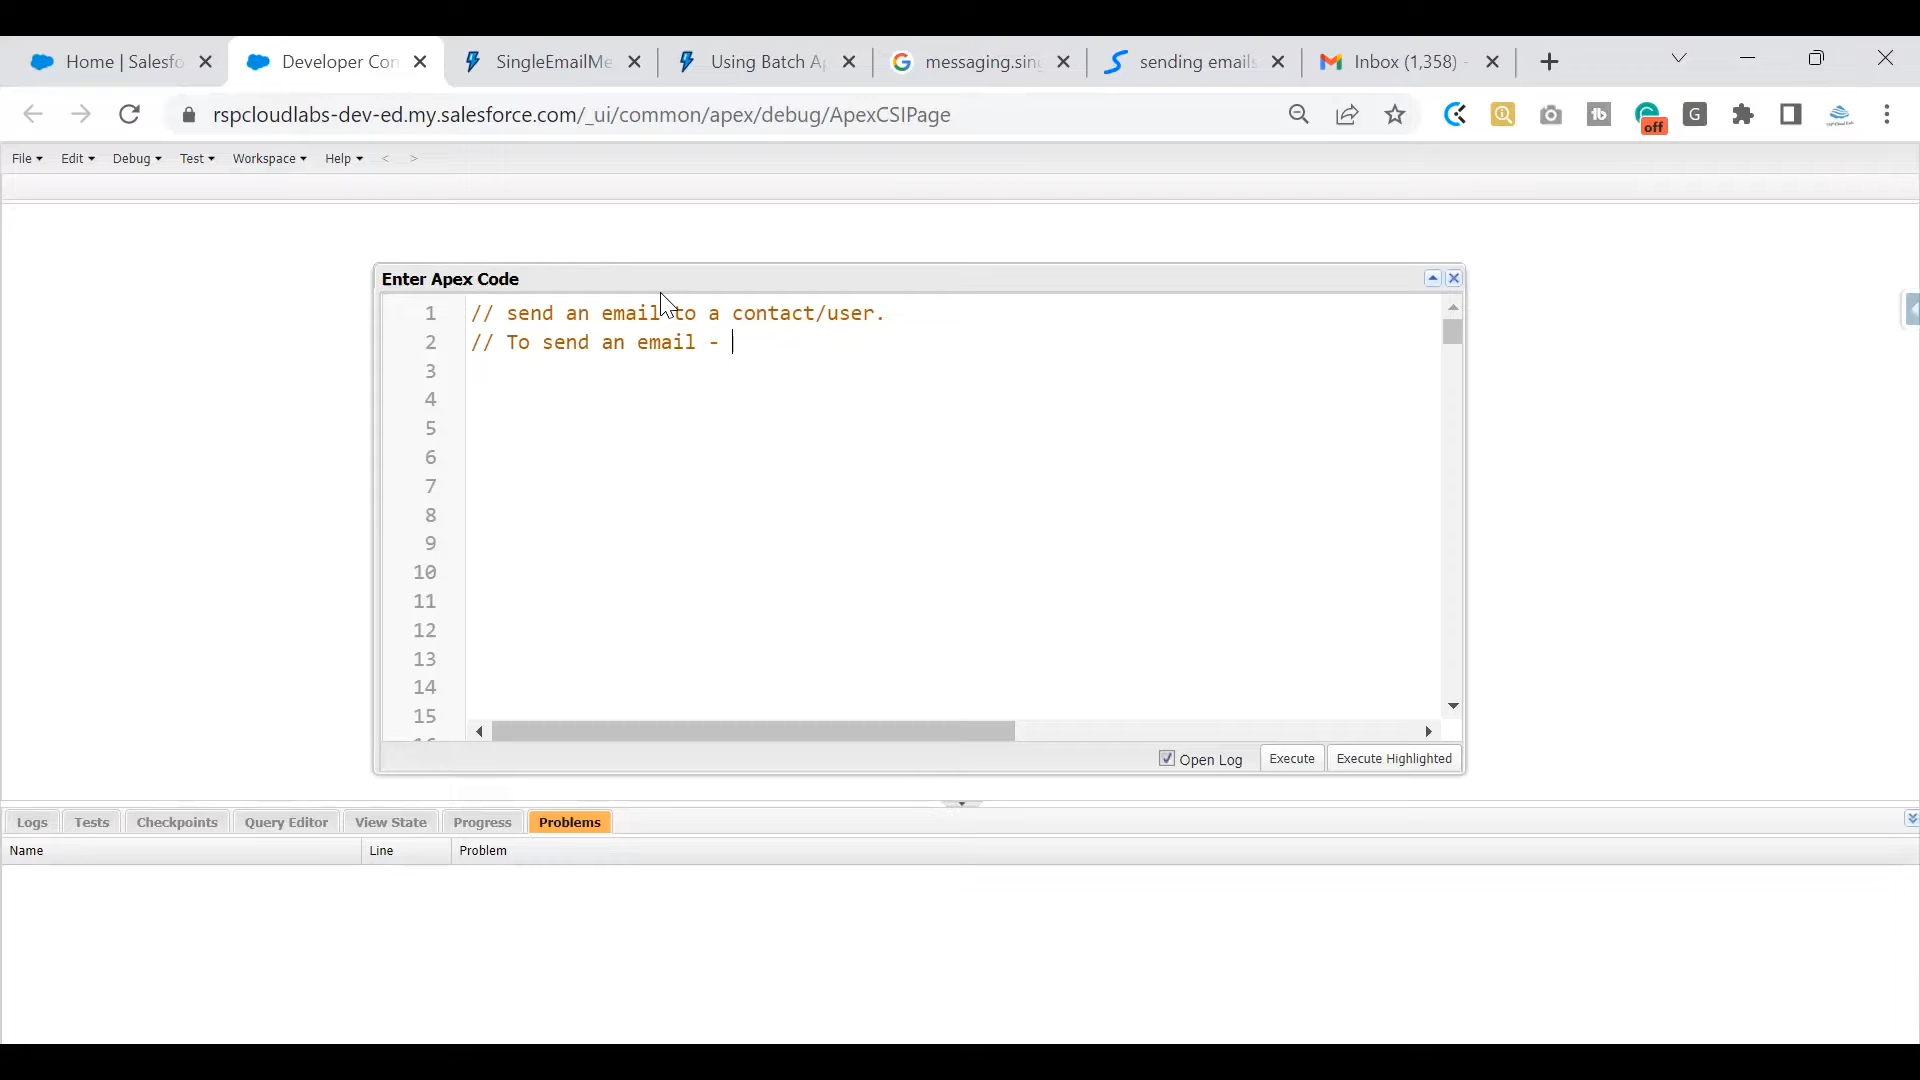 Home | Salesfo
Developer Con
SingleEmailMe
Using Batch A
messaging.sin
sending emails
Inbox (1,358) -
rspcloudlabs-dev-ed.my.salesforce.com/_ui/common/apex/debug/ApexCSIPage
tb
off
G
File Edit Debug Test Workspace Help < >
Enter Apex Code
1 // send an email to a contact/user.
2 // To send an email -
3
4
5
6
7
8
9
10
11
12
13
14
15
Open Log Execute Execute Highlighted
Logs Tests Checkpoints Query Editor View State Progress Problems
Name Line Problem